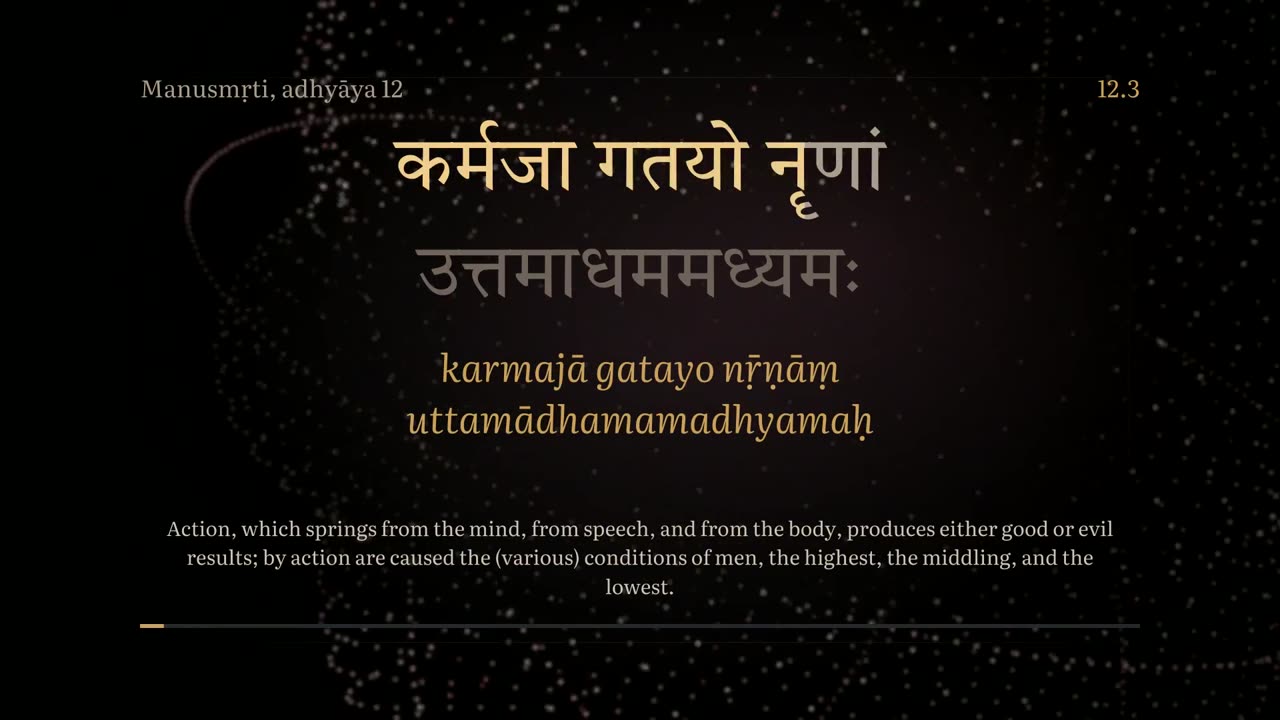 Manusmṛti, adhyāya 12
12.3
कर्मजा गतयो नॄणां
उत्तमाधममध्यमः
karmajā gatayo nṝṇāṃ
uttamādhamamadhyamaḥ
Action, which springs from the mind, from speech, and from the body, produces either good or evil
results; by action are caused the (various) conditions of men, the highest, the middling, and the
lowest.